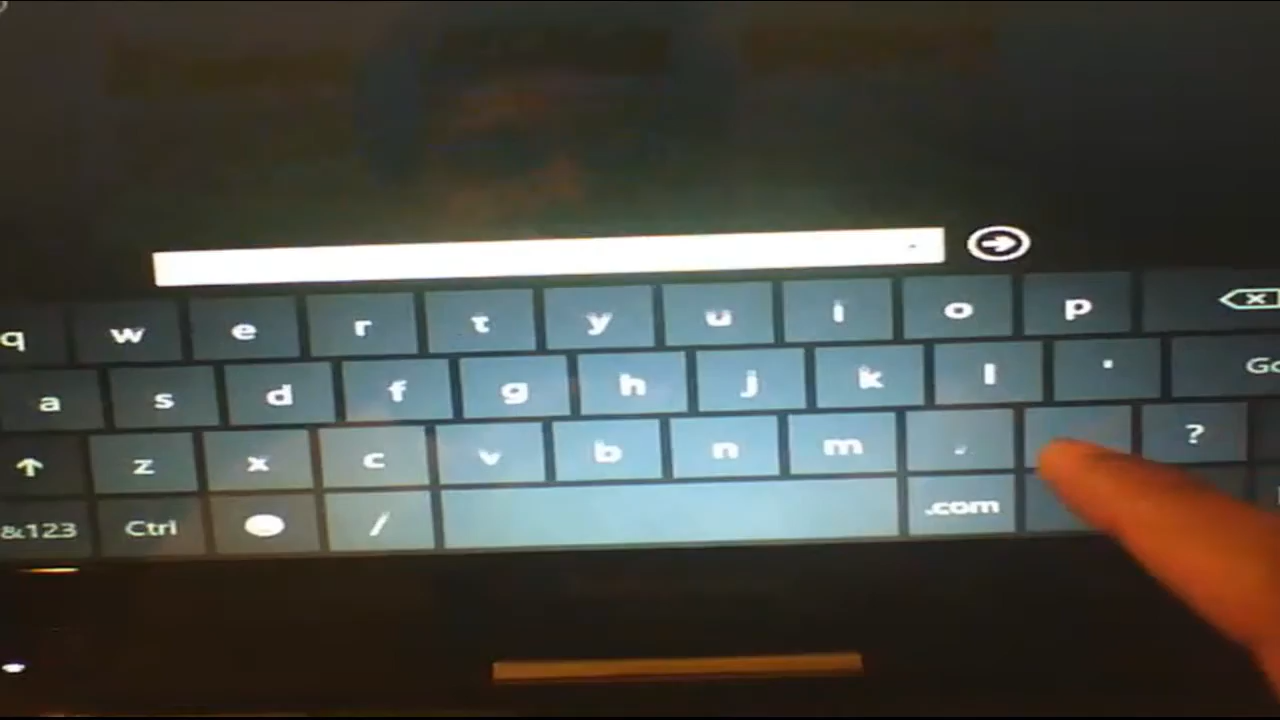 q w e r t y u i o p
a s d f g h j k l ' Go
z x c v b n m , ?
&123 Ctrl / .com